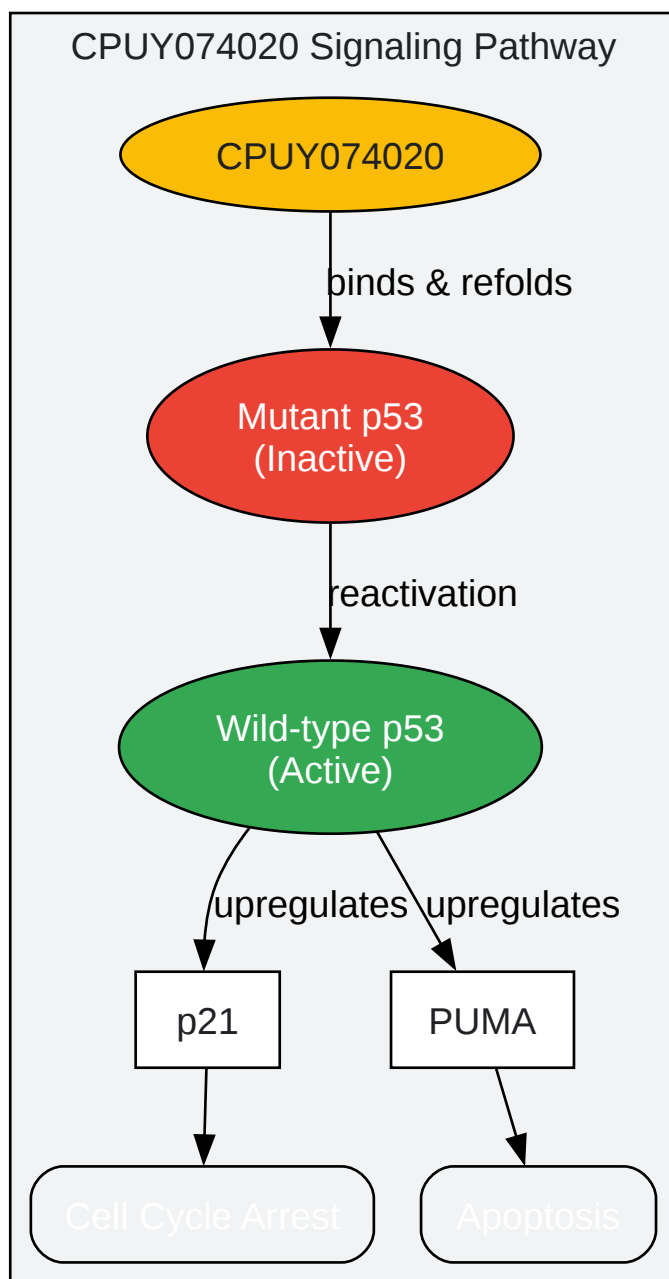 CPUY074020 Signaling Pathway
CPUY074020
binds & refolds
Mutant p53
(Inactive)
reactivation
Wild-type p53
(Active)
upregulates upregulates
p21 PUMA
Cell Cycle Arrest Apoptosis